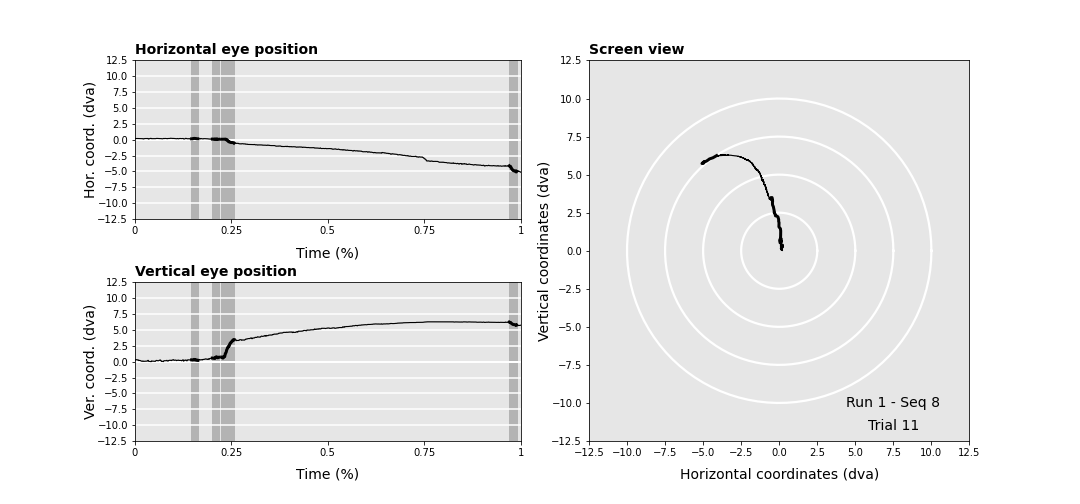 Horizontal eye position
Hor. coord. (dva)
12.5
10.0
7.5
5.0
2.5
0.0
−2.5
−5.0
−7.5
−10.0
−12.5
0 0.25 0.5 0.75 1
Time (%)
Vertical eye position
Ver. coord. (dva)
12.5
10.0
7.5
5.0
2.5
0.0
−2.5
−5.0
−7.5
−10.0
−12.5
0 0.25 0.5 0.75 1
Time (%)
Screen view
Vertical coordinates (dva)
12.5
10.0
7.5
5.0
2.5
0.0
−2.5
−5.0
−7.5
−10.0
−12.5
Run 1 - Seq 8
Trial 11
−12.5 −10.0 −7.5 −5.0 −2.5 0.0 2.5 5.0 7.5 10.0 12.5
Horizontal coordinates (dva)